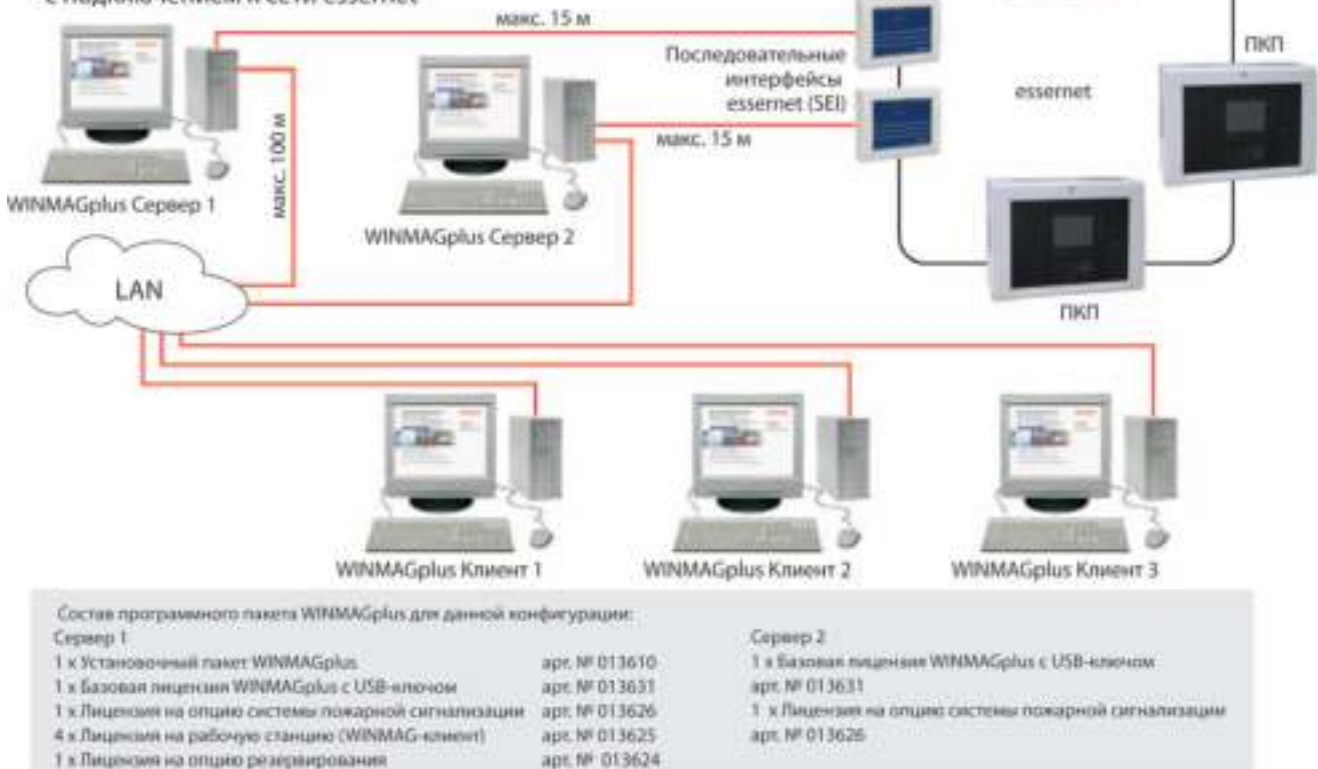 с подключением к сети essernet
макс. 15 м
Последовательные
интерфейсы
essernet (SEI)
ПКП
essernet
макс. 100 м
макс. 15 м
WINMAGplus Сервер 1
WINMAGplus Сервер 2
LAN
ПКП
WINMAGplus Клиент 1
WINMAGplus Клиент 2
WINMAGplus Клиент 3
Состав программного пакета WINMAGplus для данной конфигурации:
Сервер 1
1 x Установочный пакет WINMAGplus арт. № 013610
1 x Базовая лицензия WINMAGplus с USB-ключом арт. № 013631
1 x Лицензия на опцию системы пожарной сигнализации арт. № 013626
4 x Лицензия на рабочую станцию (WINMAG-клиент) арт. № 013625
1 x Лицензия на опцию резервирования арт. № 013624
Сервер 2
1 x Базовая лицензия WINMAGplus с USB-ключом
арт. № 013631
1 x Лицензия на опцию системы пожарной сигнализации
арт. № 013626